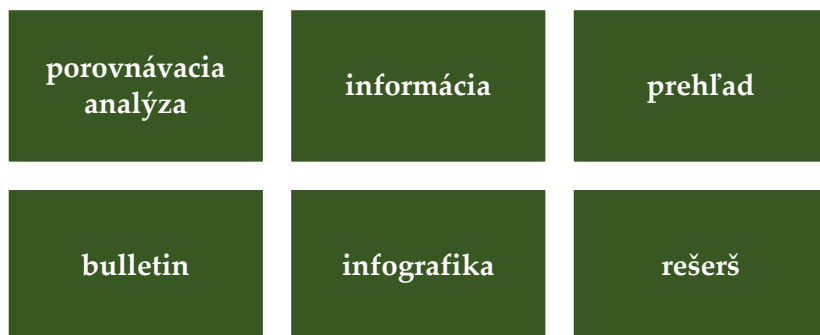 porovnávacia
analýza
informácia
prehľad
bulletin
infografika
rešerš